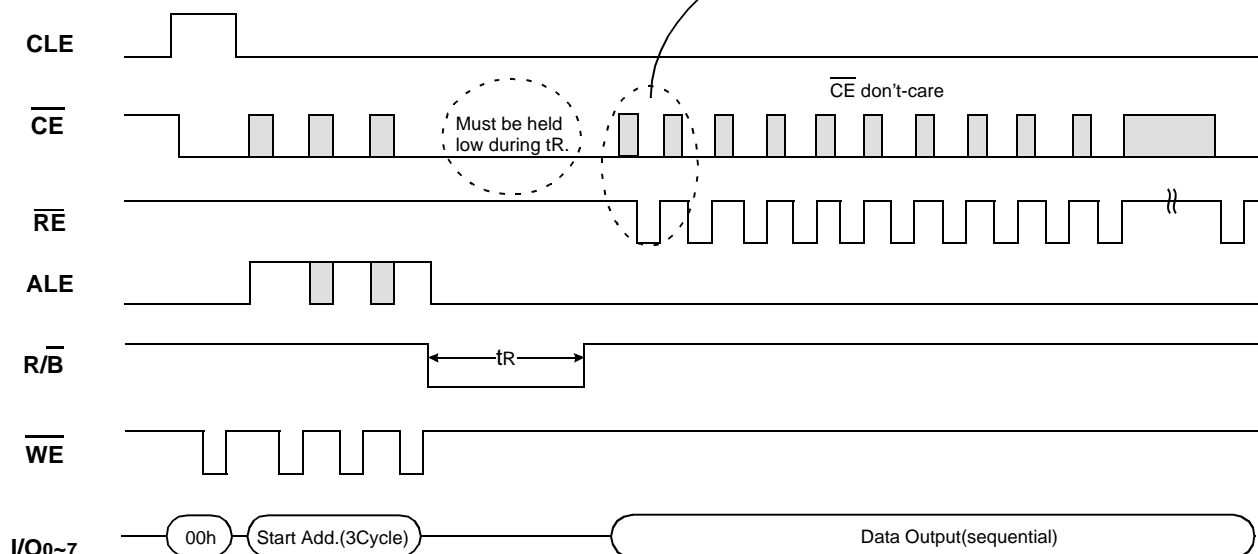 CLE
CE
CE don't-care
Must be held
low during tR.
RE
ALE
R/B
tR
WE
I/O0~7
00h
Start Add.(3Cycle)
Data Output(sequential)